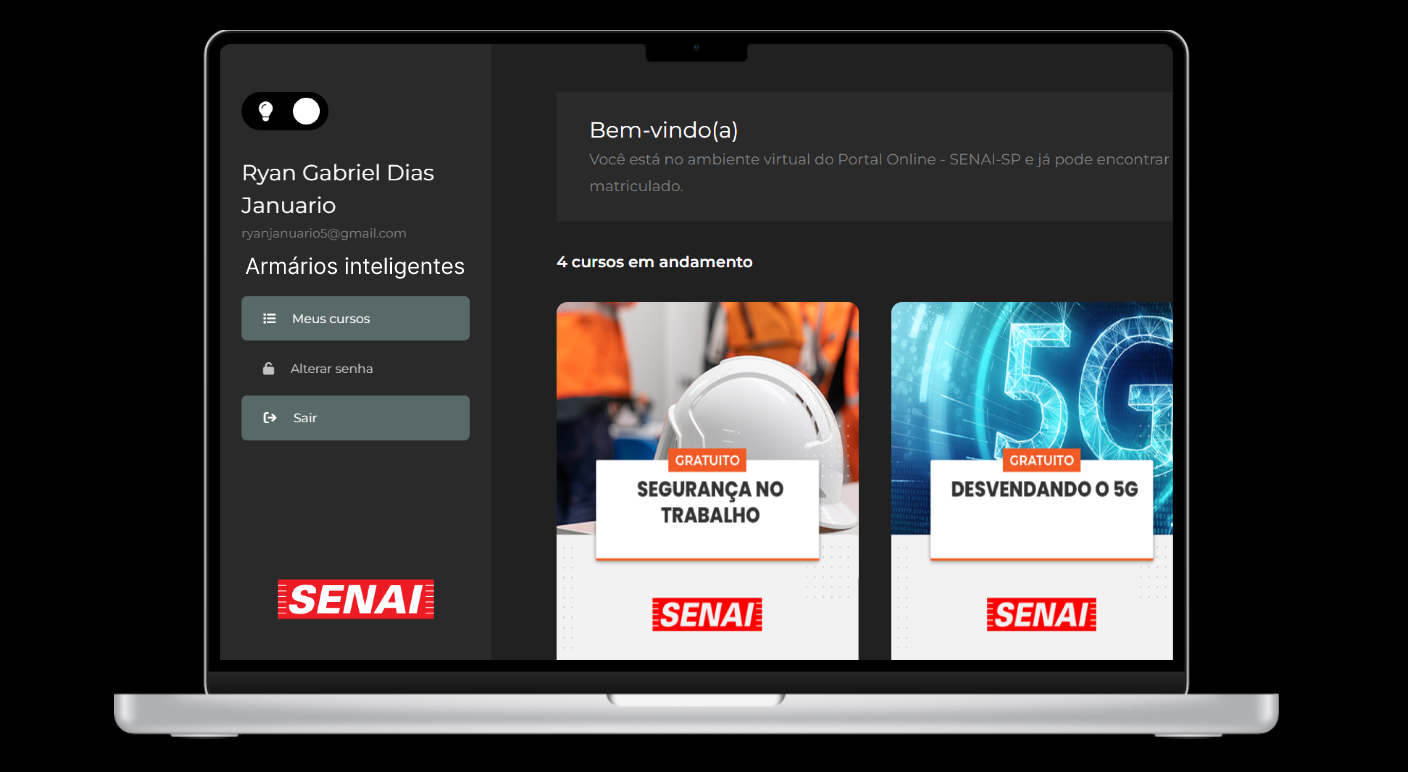 Ryan Gabriel Dias
Januario
ryanjanuario5@gmail.com
Armários inteligentes
Meus cursos
Alterar senha
Sair
SENAI
Bem-vindo(a)
Você está no ambiente virtual do Portal Online - SENAI-SP e já pode encontrar
matriculado.
4 cursos em andamento
GRATUITO
SEGURANÇA NO
TRABALHO
SENAI
5G
GRATUITO
DESVENDANDO O 5G
SENAI